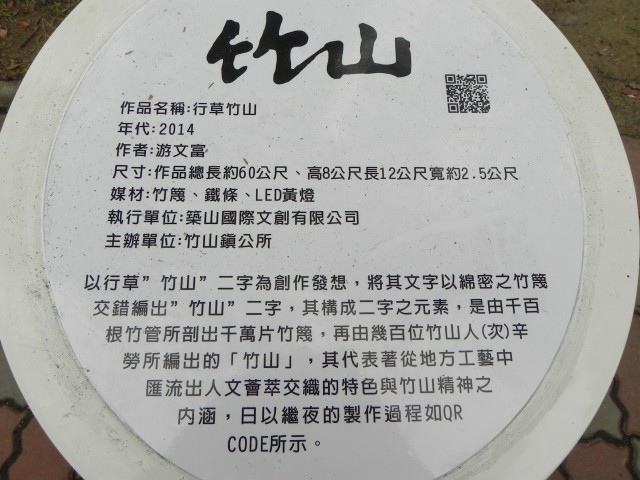 竹山
作品名稱:行草竹山
年代:2014
作者:游文富
尺寸:作品總長約60公尺、高8公尺長12公尺寬約2.5公尺
媒材:竹篾、鐵條、LED黃燈
執行單位:築山國際文創有限公司
主辦單位:竹山鎮公所
以行草”竹山”二字為創作發想，將其文字以綿密之竹篾
交錯編出”竹山”二字，其構成二字之元素，是由千百
根竹管所剖出千萬片竹篾，再由幾百位竹山人(次)辛
勞所編出的「竹山」，其代表著從地方工藝中
匯流出人文薈萃交織的特色與竹山精神之
內涵，日以繼夜的製作過程如QR
CODE所示。